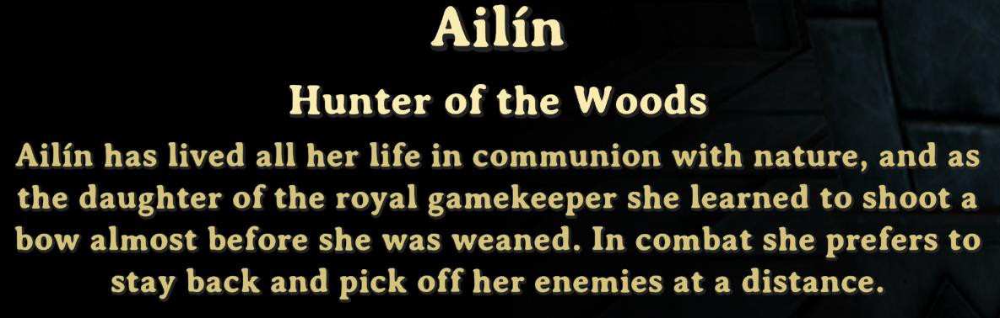 Ailín
Hunter of the Woods
Ailín has lived all her life in communion with nature, and as
the daughter of the royal gamekeeper she learned to shoot a
bow almost before she was weaned. In combat she prefers to
stay back and pick off her enemies at a distance.